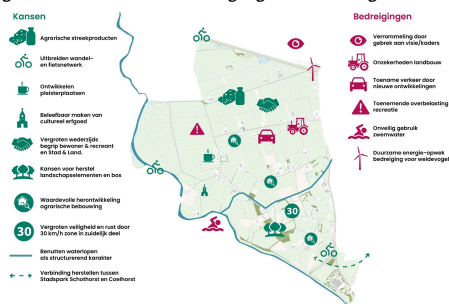 Kansen
Agrarische streekproducten
Uitbreiden wandel-
en fietsnetwerk
Ontwikkelen
pleisterplaatsen
Beleefbaar maken van
cultureel erfgoed
Vergroten wederzijds
begrip bewoner & recreant
en Stad & Land.
Kansen voor herstel
landschapselementen en bos
Waardevolle herontwikkeling
agrarische bebouwing
30
Vergroten veiligheid en rust door
30 km/h zone in zuidelijk deel
Benutten waterlopen
als structurerend karakter
Verbinding herstellen tussen
Stadspark Schothorst en Coelhorst
30
Bedreigingen
Verrommeling door
gebrek aan visie/kaders
Onzekerheden landbouw
Toename verkeer door
nieuwe ontwikkelingen
Toenemende overbelasting
recreatie
Onveilig gebruik
zwemwater
Duurzame energie-opwek
bedreiging voor weidevogel